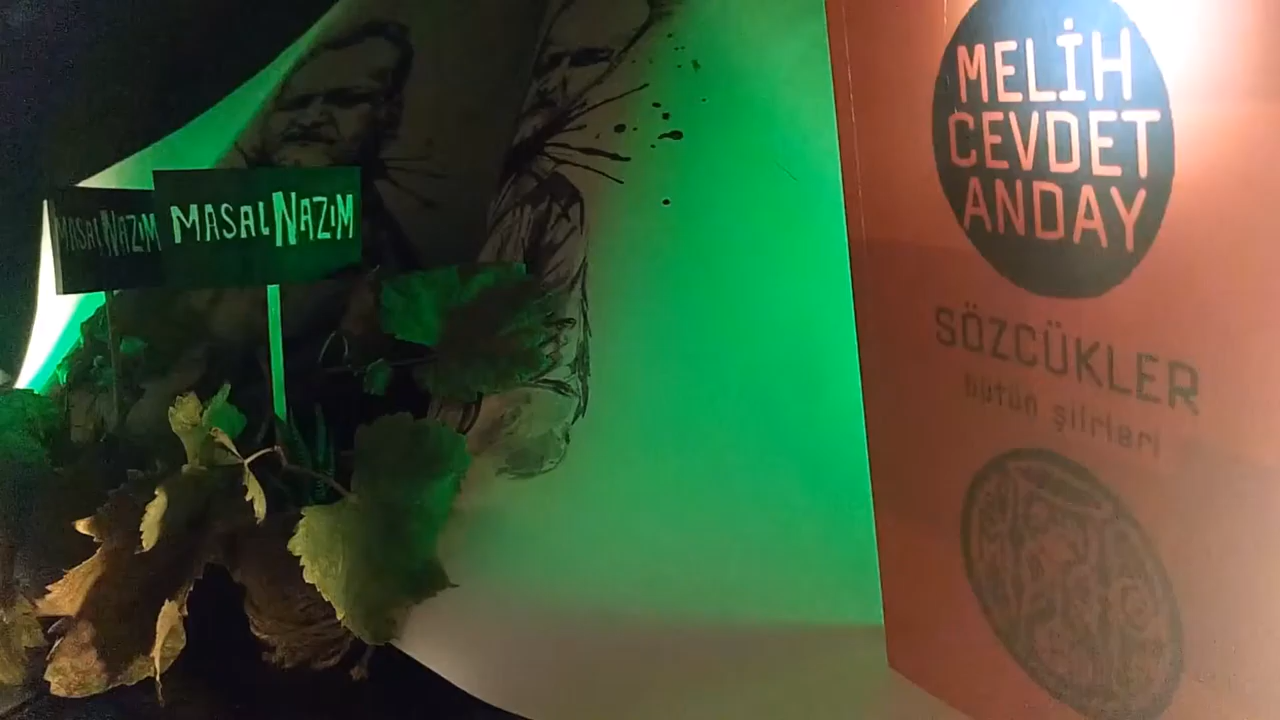 MASAL NAZIM
MASAL NAZIM
MELİH
CEVDET
ANDAY
SÖZCÜKLER
bütün şiirleri